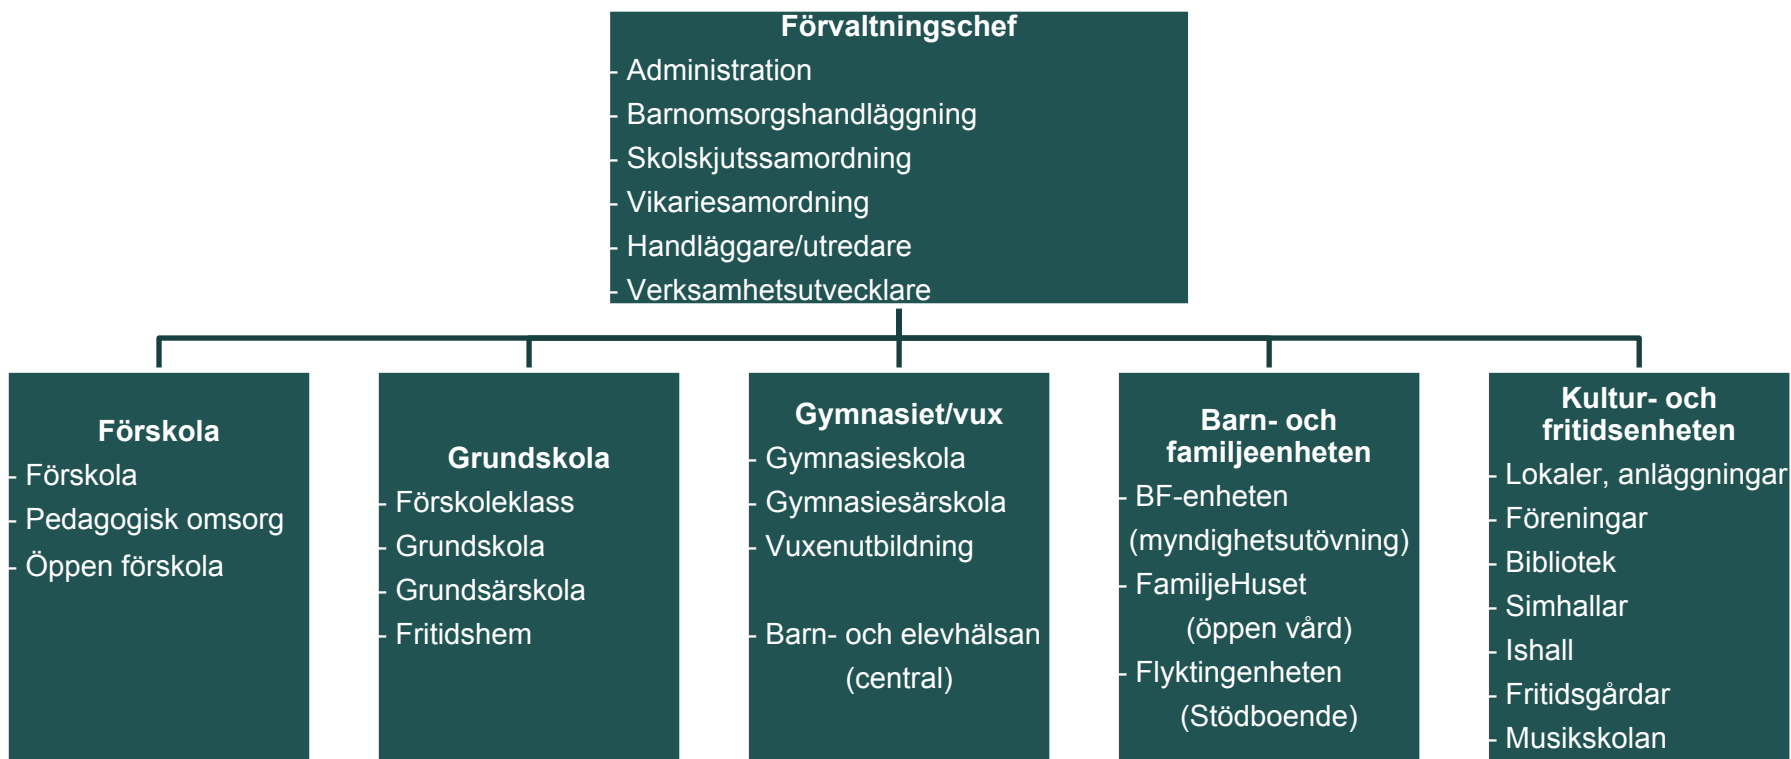 Förvaltningschef
- Administration
- Barnomsorgshandläggning
- Skolskjutssamordning
- Vikariesamordning
- Handläggare/utredare
- Verksamhetsutvecklare
Förskola
- Förskola
- Pedagogisk omsorg
- Öppen förskola
Grundskola
- Förskoleklass
- Grundskola
- Grundsärskola
- Fritidshem
Gymnasiet/vux
- Gymnasieskola
- Gymnasiesärskola
- Vuxenutbildning
- Barn- och elevhälsan
(central)
Barn- och
familjeenheten
- BF-enheten
(myndighetsutövning)
- FamiljeHuset
(öppen vård)
- Flyktingenheten
(Stödboende)
Kultur- och
fritidsenheten
- Lokaler, anläggningar
- Föreningar
- Bibliotek
- Simhallar
- Ishall
- Fritidsgårdar
- Musikskolan